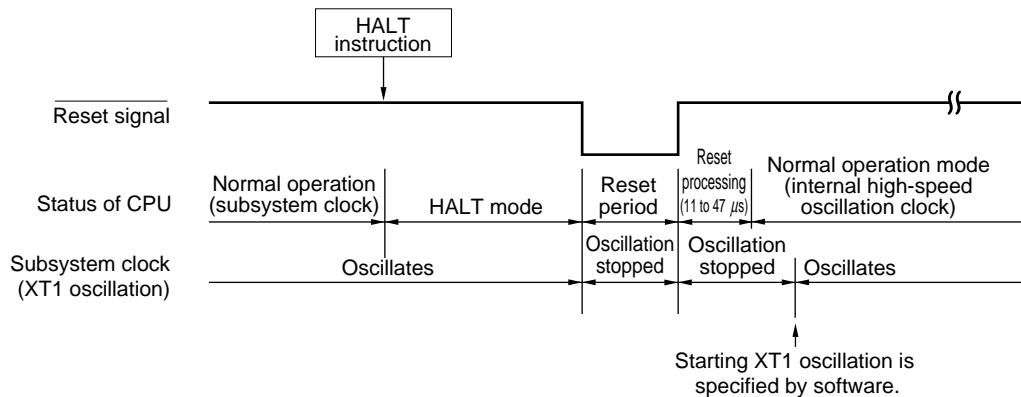 HALT
instruction
Reset signal
Status of CPU
Normal operation
(subsystem clock)
HALT mode
Reset
period
Reset
processing
(11 to 47 μs)
Normal operation mode
(internal high-speed
oscillation clock)
Subsystem clock
(XT1 oscillation)
Oscillates
Oscillation
stopped
Oscillation
stopped
Oscillates
Starting XT1 oscillation is
specified by software.